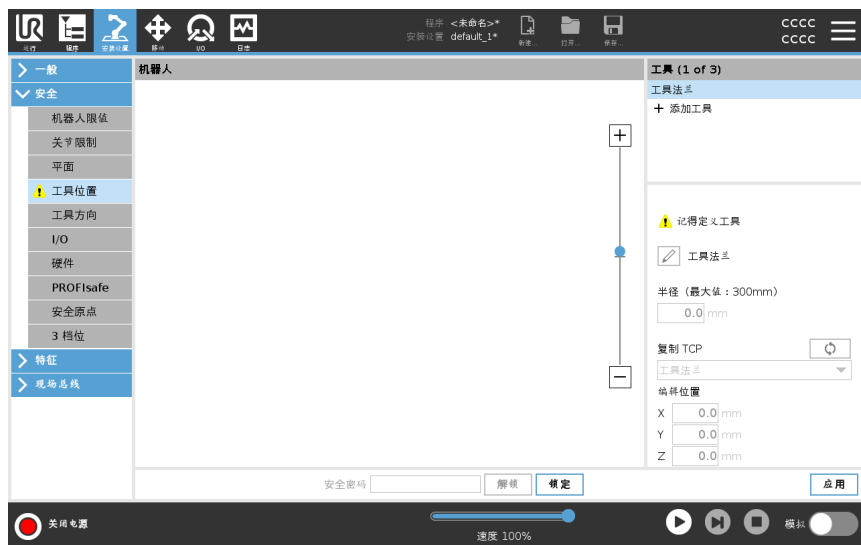 程序 <未命名>*
安装设置 default_1*
UR
运行
程序
安装设置
移动
I/O
日志
新建...
打开...
保存...
cccc
cccc
一般
安全
机器人限值
关节限制
平面
工具位置
工具方向
I/O
硬件
PROFIsafe
安全原点
3 档位
特征
现场总线
机器人
工具 (1 of 3)
工具法兰
添加工具
记得定义工具
工具法兰
半径（最大值：300mm）
0.0 mm
复制 TCP
工具法兰
编辑位置
X 0.0 mm
Y 0.0 mm
Z 0.0 mm
安全密码
解锁
锁定
应用
关闭电源
速度 100%
模拟